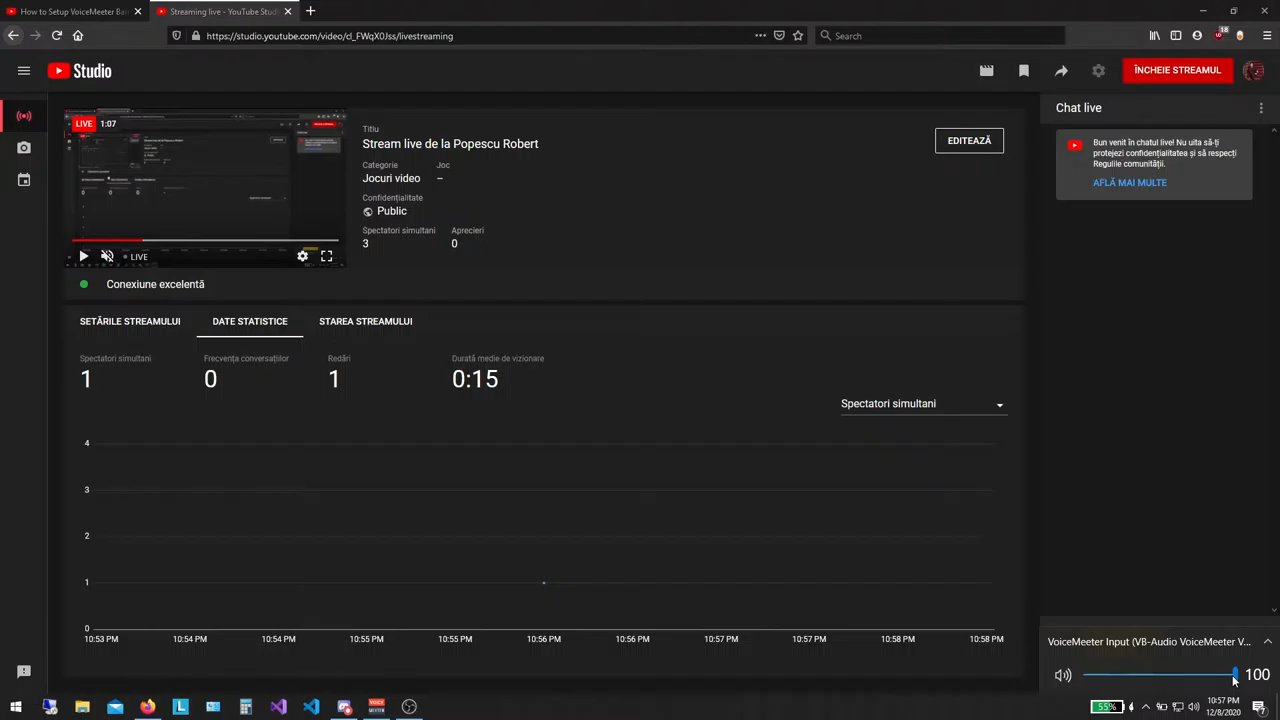 How to Setup VoiceMeeter Ban
Streaming live - YouTube Studi
https://studio.youtube.com/video/cl_FWqX0Jss/livestreaming
Search
18
Studio
ÎNCHEIE STREAMUL
LIVE 1:07
LIVE
Titlu
Stream live de la Popescu Robert
EDITEAZĂ
Categorie
Joc
Jocuri video
–
Confidențialitate
Public
Spectatori simultani
Aprecieri
3
0
Chat live
Bun venit în chatul live! Nu uita să-ți
protejezi confidențialitatea și să respecți
Regulile comunității.
AFLĂ MAI MULTE
Conexiune excelentă
SETĂRILE STREAMULUI
DATE STATISTICE
STAREA STREAMULUI
Spectatori simultani
Frecvența conversațiilor
Redări
Durată medie de vizionare
1
0
1
0:15
Spectatori simultani
4
3
2
1
0
10:53 PM
10:54 PM
10:54 PM
10:55 PM
10:55 PM
10:56 PM
10:56 PM
10:57 PM
10:57 PM
10:58 PM
VoiceMeeter Input (VB-Audio VoiceMeeter V...
100
VOICE
MEETER
55%
10:57 PM
12/8/2020